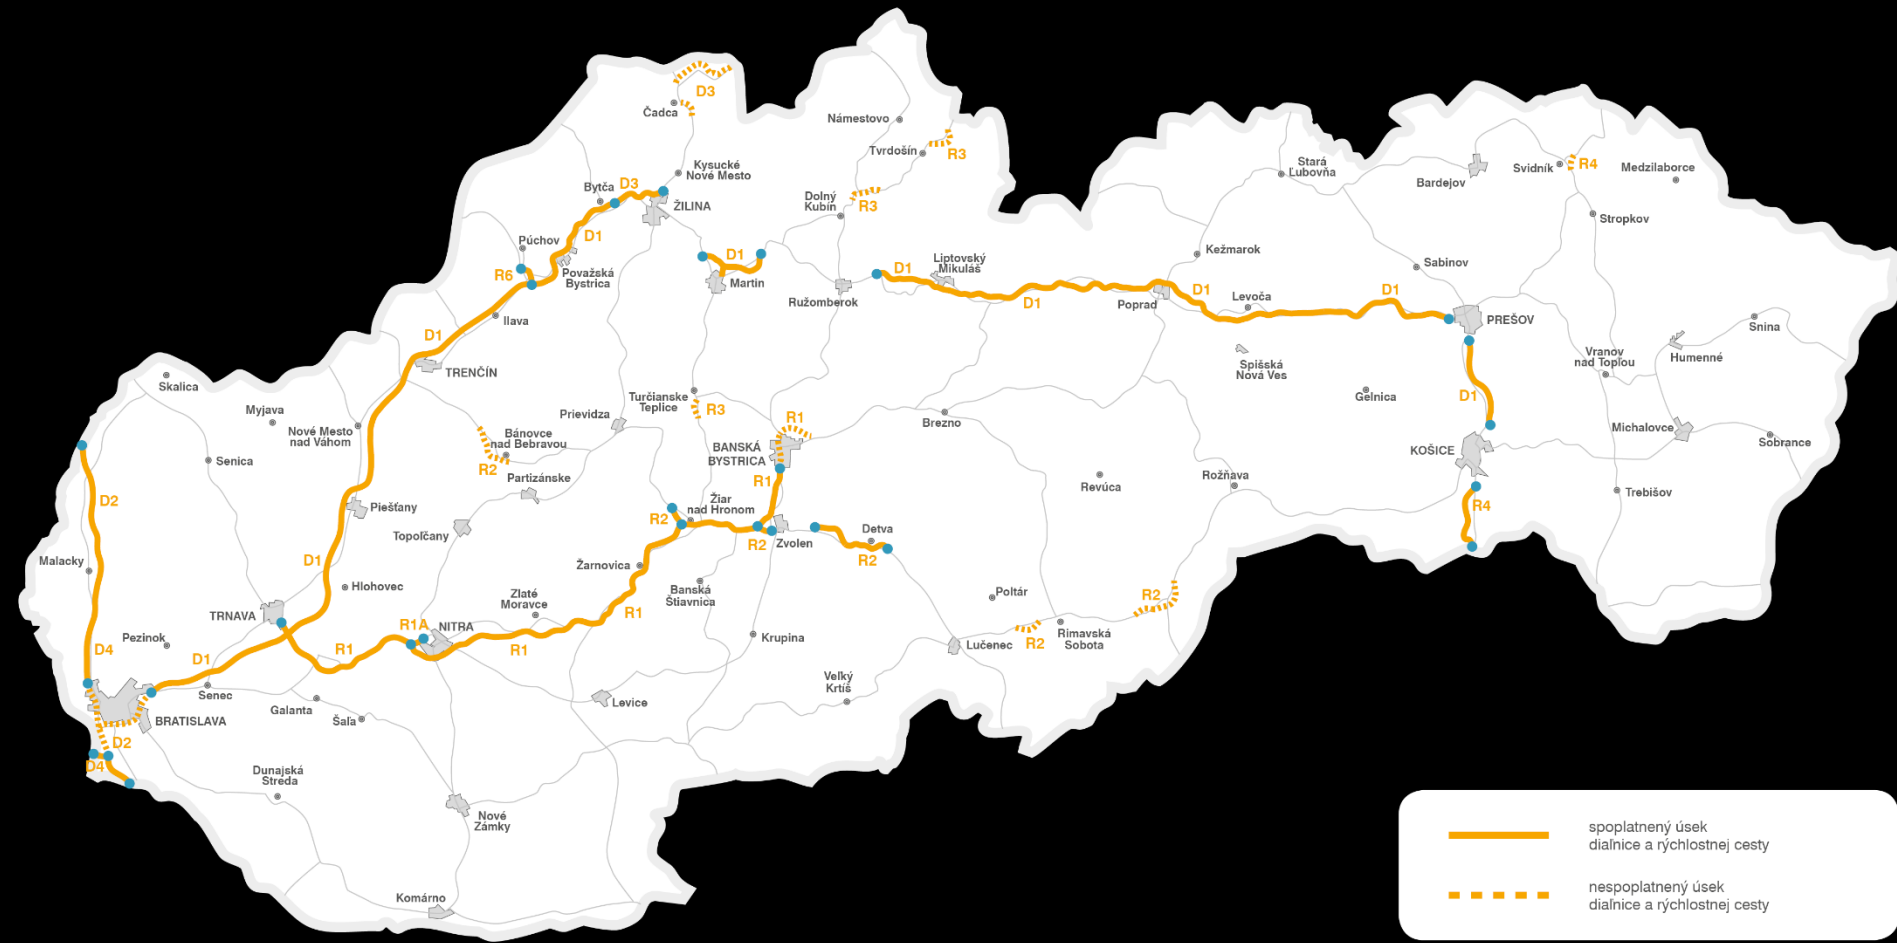 D3
Čadca
Námestovo
Tvrdošín
R3
Kysucké
Nové Mesto
Bytča
D3
ŽILINA
Dolný
Kubín
R3
Stará
Ľubovňa
Bardejov
Svidník
R4
Medzilaborce
Stropkov
Púchov
D1
R6
Považská
Bystrica
D1
Martin
D1
Liptovský
Mikuláš
Ružomberok
D1
Kežmarok
Poprad
D1
Levoča
D1
Sabinov
PREŠOV
Ilava
D1
TRENČÍN
Skalica
Myjava
Nové Mesto
nad Váhom
Senica
Turčianske
Teplice
R3
Prievidza
Bánovce
nad Bebravou
R2
Partizánske
R1
BANSKÁ
BYSTRICA
R1
Brezno
Spišská
Nová Ves
Gelnica
D1
KOŠICE
Vranov
nad Topľou
Humenné
Snina
Michalovce
Sobrance
Trebišov
R4
Revúca
Rožňava
D2
Piešťany
Topoľčany
Žiar
nad Hronom
R2
R2
Zvolen
Detva
R2
Malacky
D1
Hlohovec
TRNAVA
Žarnovica
Banská
Štiavnica
Zlaté
Moravce
R1
R1A
NITRA
R1
R1
Krupina
Poltár
R2
Rimavská
Sobota
R2
Lučenec
Pezinok
D4
D1
Senec
BRATISLAVA
Galanta
Šaľa
Levice
Veľký
Krtíš
D2
D4
Dunajská
Streda
Nové
Zámky
Komárno
spoplatnený úsek
diaľnice a rýchlostnej cesty
nespoplatnený úsek
diaľnice a rýchlostnej cesty